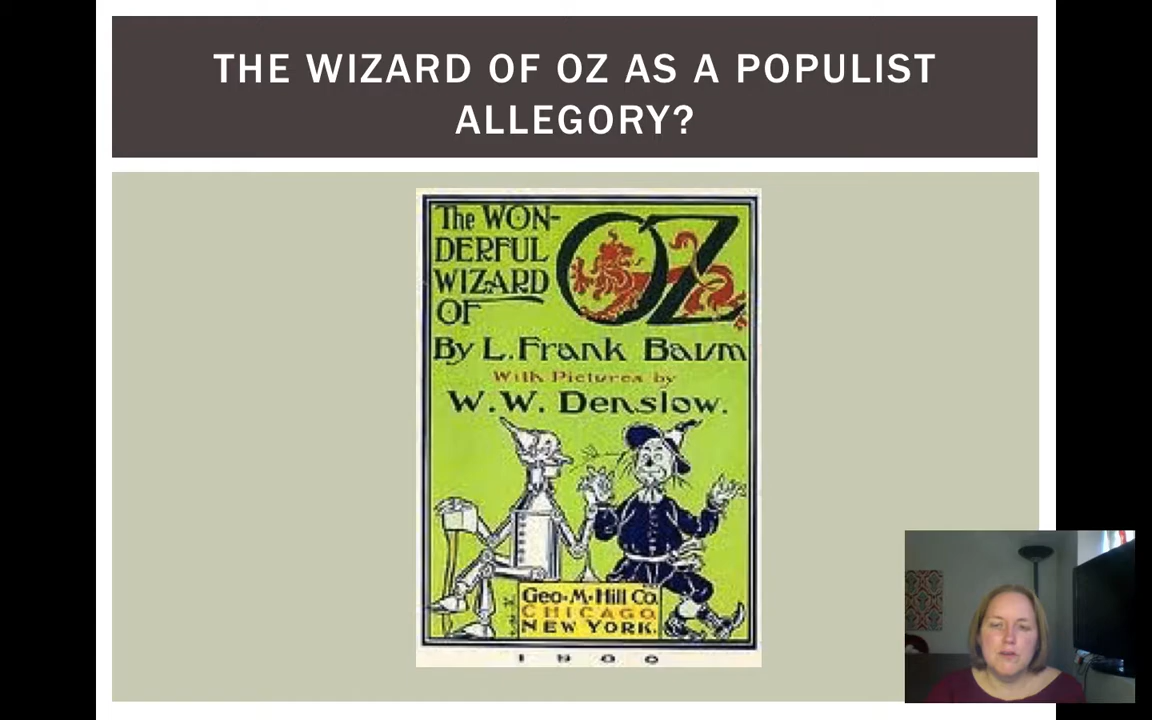 THE WIZARD OF OZ AS A POPULIST
ALLEGORY?
The WON-
DERFUL
WIZARD
OF
OZ
By L. Frank Baum
With Pictures by
W. W. Denslow.
Geo. M. Hill Co.
CHICAGO.
NEW YORK.
1900